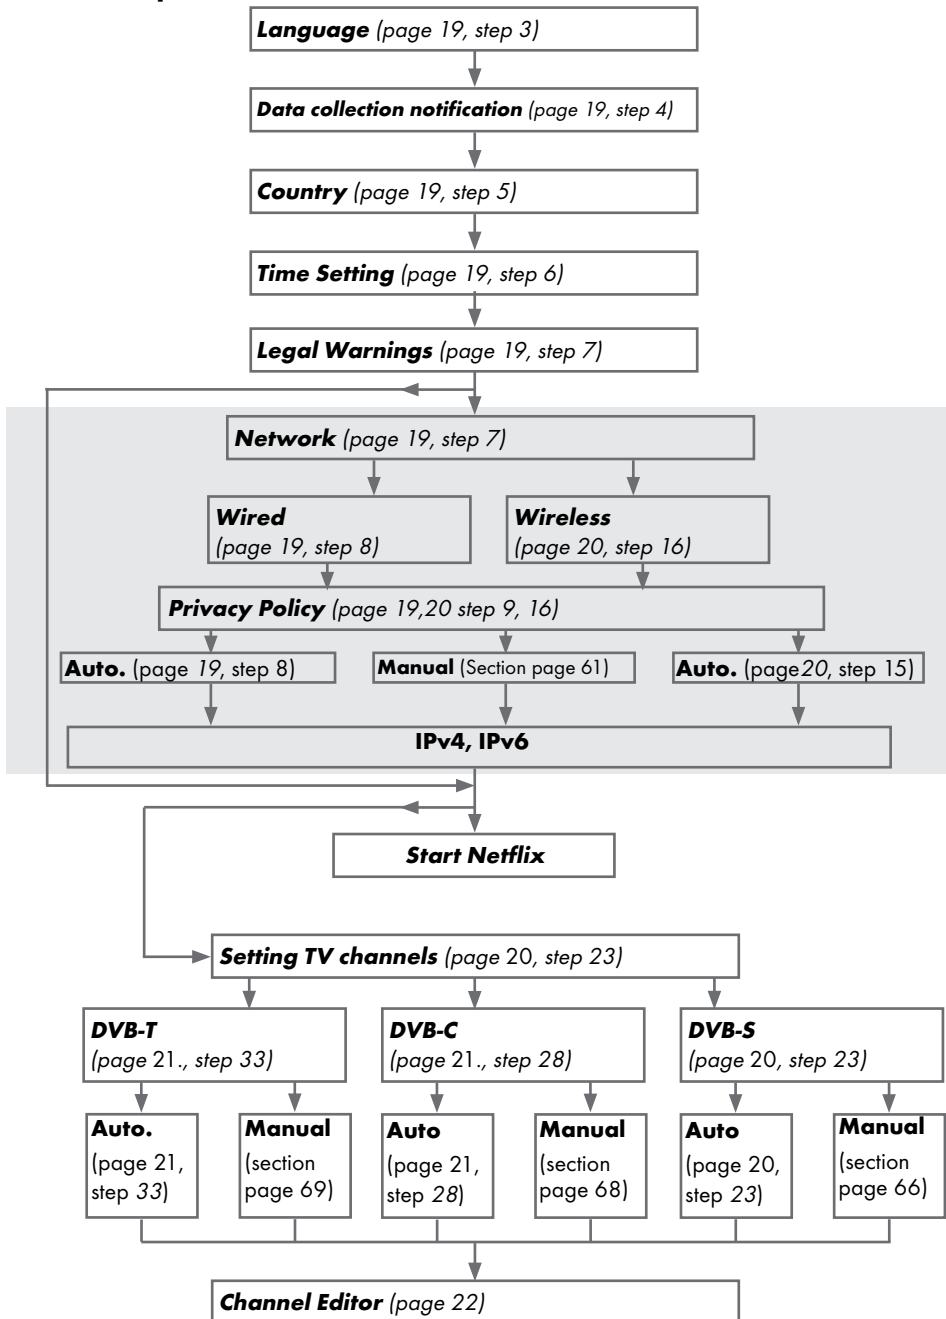 Language (page 19, step 3)
Data collection notification (page 19, step 4)
Country (page 19, step 5)
Time Setting (page 19, step 6)
Legal Warnings (page 19, step 7)
Network (page 19, step 7)
Wired
(page 19, step 8)
Wireless
(page 20, step 16)
Privacy Policy (page 19,20 step 9, 16)
Auto. (page 19, step 8)
Manual (Section page 61)
Auto. (page20, step 15)
IPv4, IPv6
Start Netflix
Setting TV channels (page 20, step 23)
DVB-T
(page 21., step 33)
DVB-C
(page 21., step 28)
DVB-S
(page 20, step 23)
Auto.
(page 21,
step 33)
Manual
(section
page 69)
Auto
(page 21,
step 28)
Manual
(section
page 68)
Auto
(page 20,
step 23)
Manual
(section
page 66)
Channel Editor (page 22)